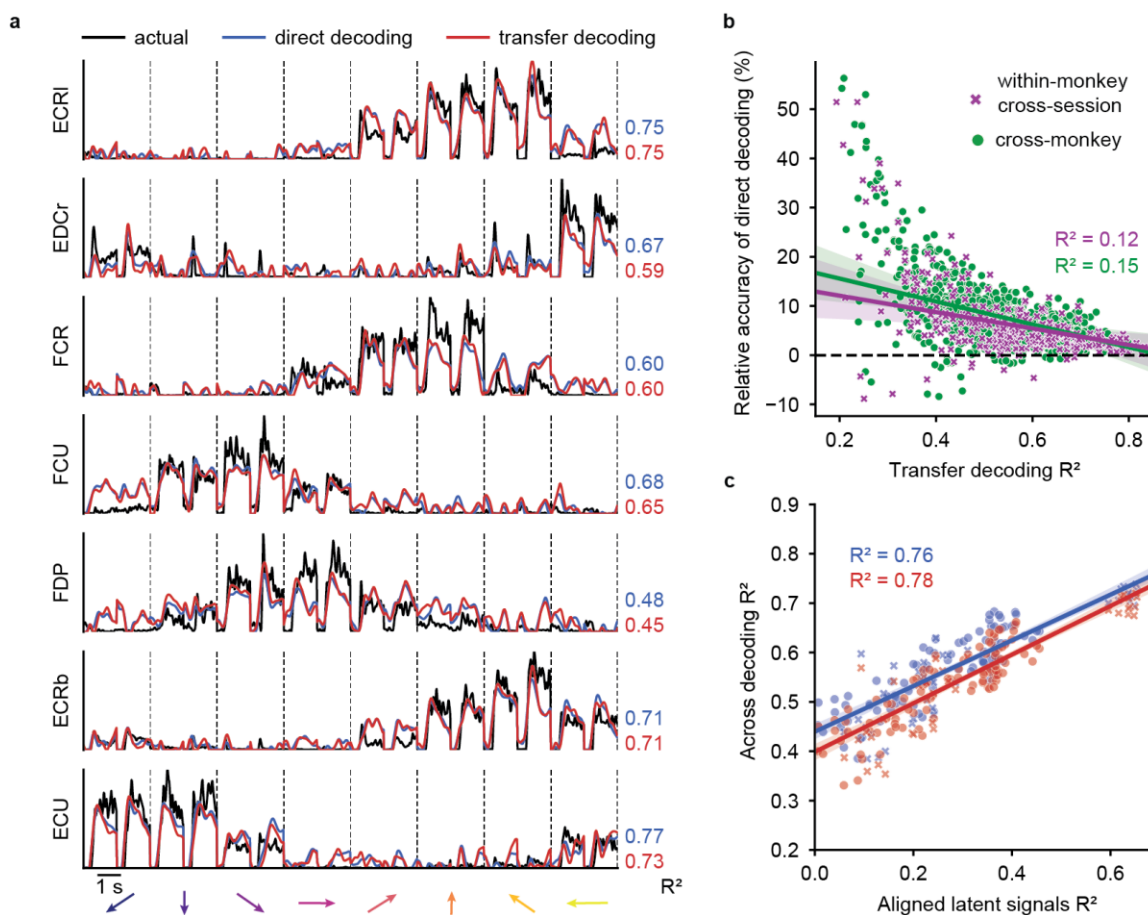 a
actual
direct decoding
transfer decoding
ECRl
0.75
0.75
EDCr
0.67
0.59
FCR
0.60
0.60
FCU
0.68
0.65
FDP
0.48
0.45
ECRb
0.71
0.71
ECU
0.77
0.73
1 s
R²
b
Relative accuracy of direct decoding (%)
50
40
30
20
10
0
−10
within-monkey
cross-session
cross-monkey
R² = 0.12
R² = 0.15
0.2
0.4
0.6
0.8
Transfer decoding R²
c
Across decoding R²
0.9
0.8
0.7
0.6
0.5
0.4
0.3
0.2
R² = 0.76
R² = 0.78
0.0
0.2
0.4
0.6
Aligned latent signals R²